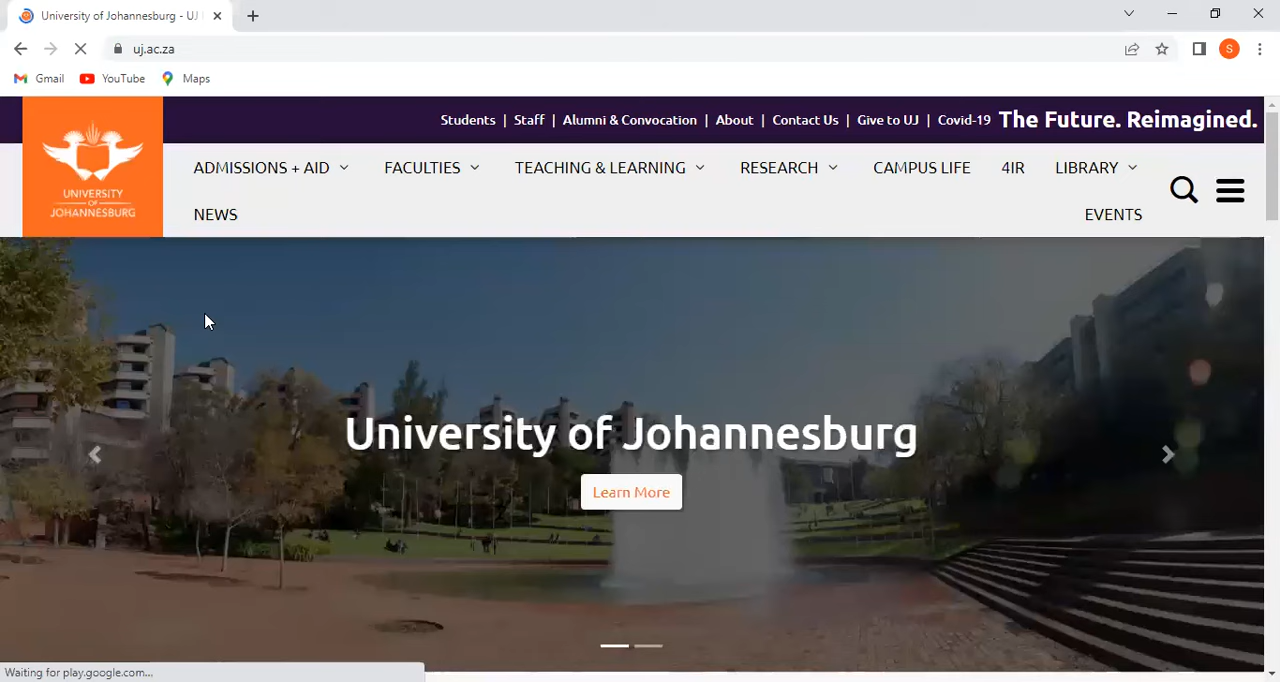 University of Johannesburg - UJ
uj.ac.za
S
Gmail YouTube Maps
Students | Staff | Alumni & Convocation | About | Contact Us | Give to UJ | Covid-19 The Future. Reimagined.
UNIVERSITY
OF
JOHANNESBURG
ADMISSIONS + AID FACULTIES TEACHING & LEARNING RESEARCH CAMPUS LIFE 4IR LIBRARY
NEWS EVENTS
University of Johannesburg
Learn More
Waiting for play.google.com...